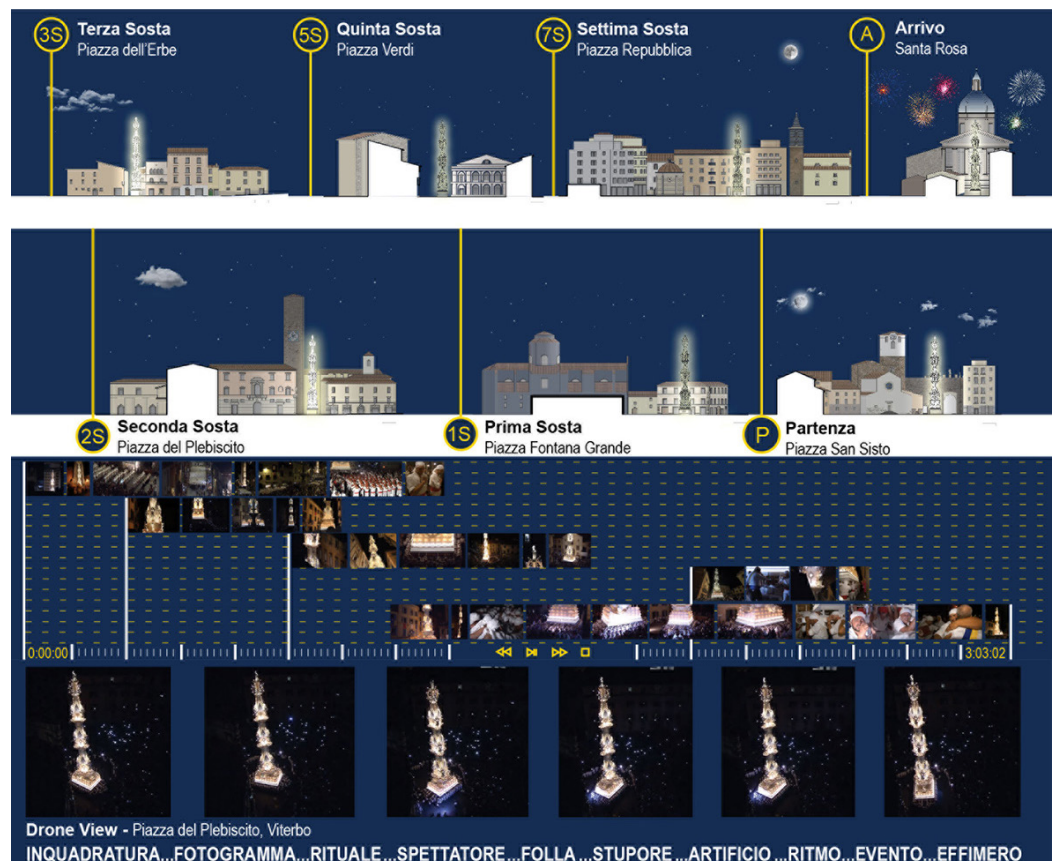 3S Terza Sosta
Piazza dell'Erbe
5S Quinta Sosta
Piazza Verdi
7S Settima Sosta
Piazza Repubblica
A Arrivo
Santa Rosa
2S Seconda Sosta
Piazza del Plebiscito
1S Prima Sosta
Piazza Fontana Grande
P Partenza
Piazza San Sisto
0:00:00
3:03:02
Drone View - Piazza del Plebiscito, Viterbo
INQUADRATURA...FOTOGRAMMA...RITUALE...SPETTATORE...FOLLA...STUPORE...ARTIFICIO...RITMO...EVENTO...EFFIMERO